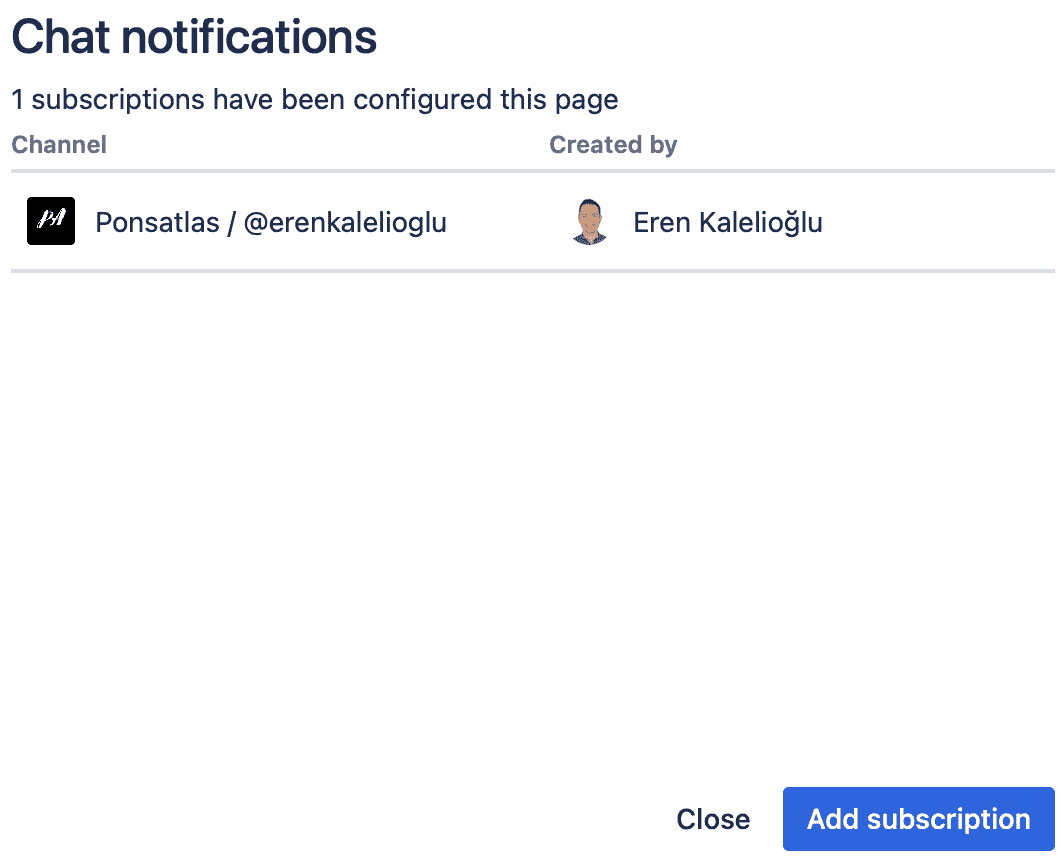 Chat notifications
1 subscriptions have been configured this page
Channel Created by
PA Ponsatlas / @erenkalelioglu Eren Kalelioğlu
Close Add subscription